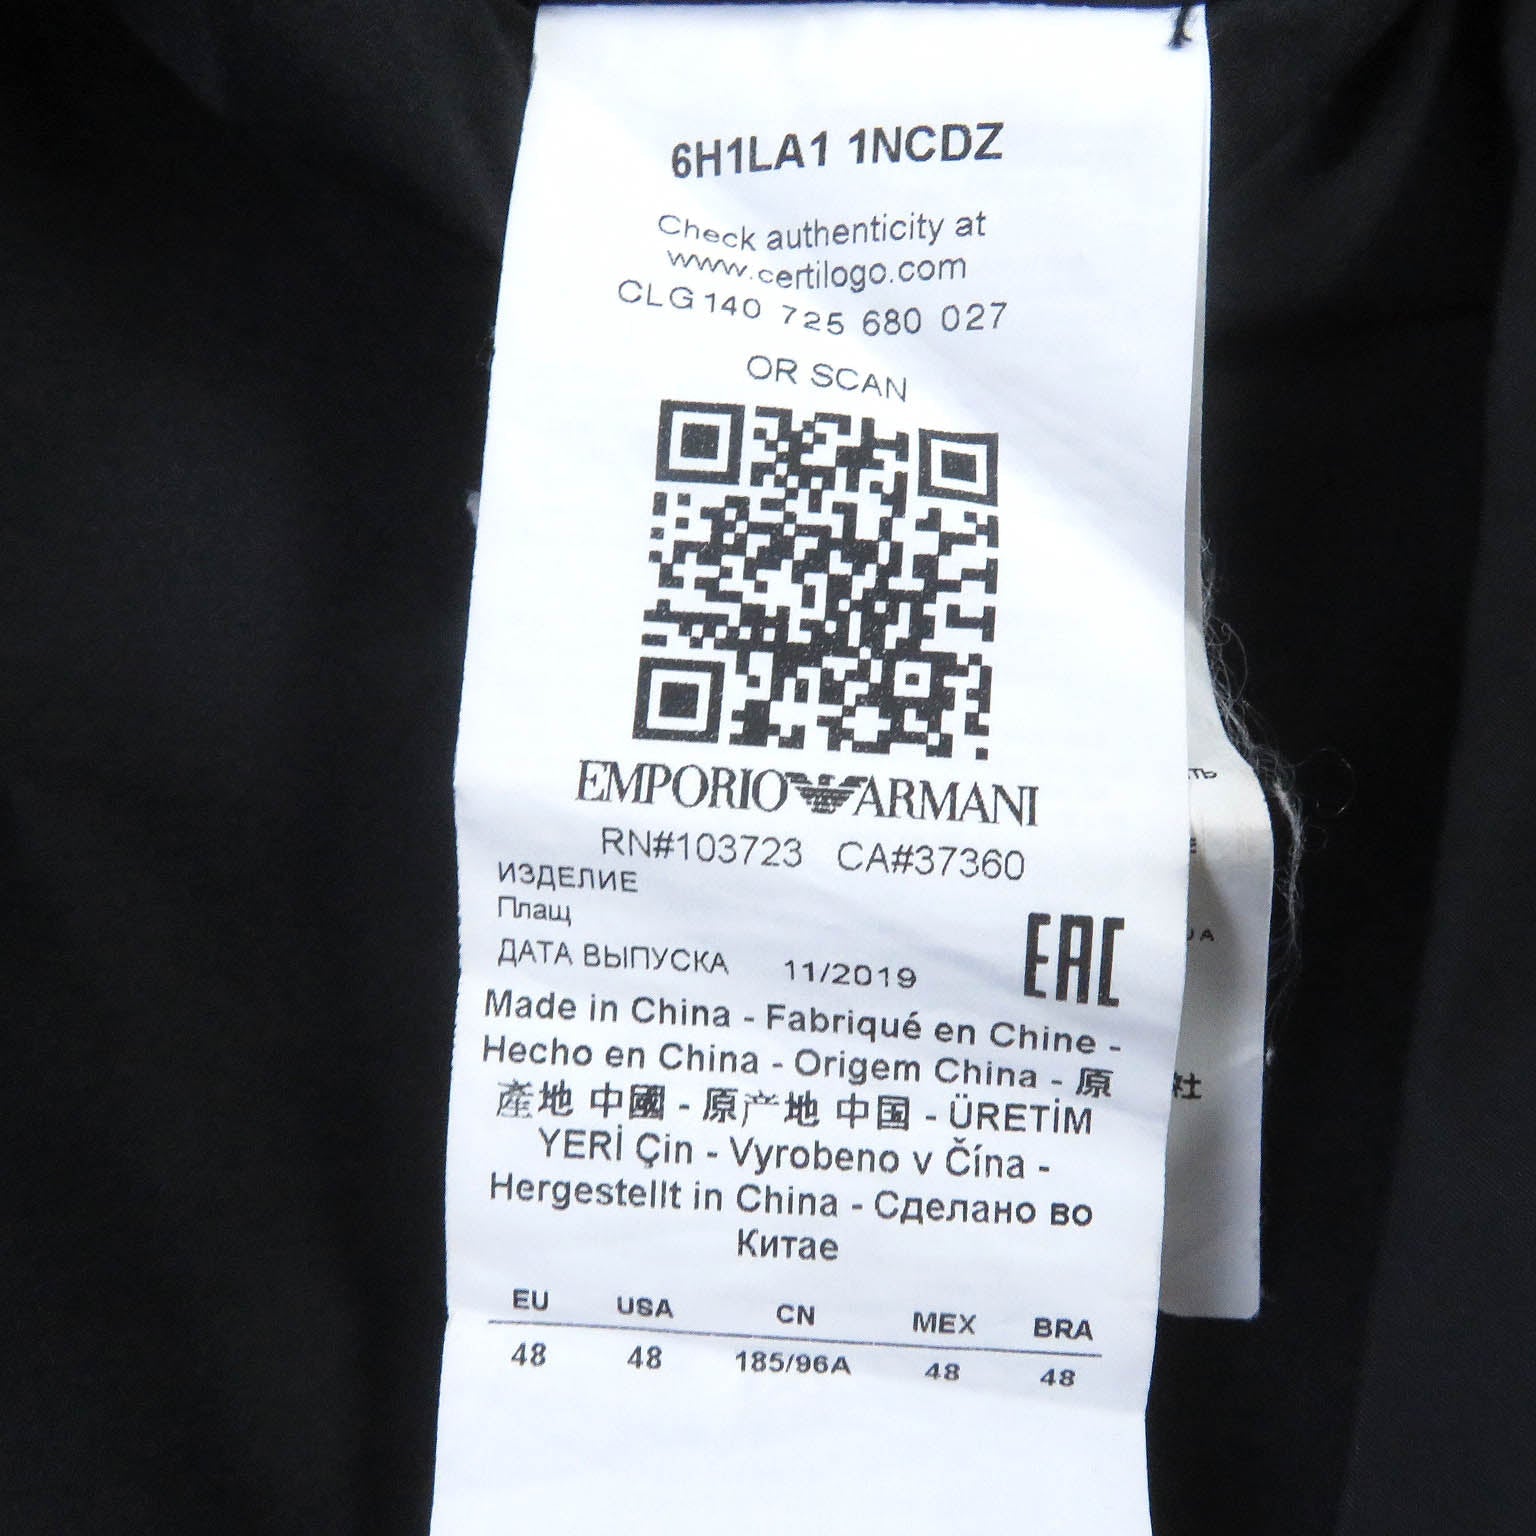 6H1LA1 1NCDZ
Check authenticity at
www.certilogo.com
CLG 140 725 680 027
OR SCAN
EMPORIO ARMANI
RN#103723 CA#37360
ИЗДЕЛИЕ
Плащ
ДАТА ВЫПУСКА 11/2019
EAC
Made in China - Fabriqué en Chine -
Hecho en China - Origem China - 原
產地 中國 - 原产地 中国 - ÜRETİM
YERİ Çin - Vyrobeno v Čína -
Hergestellt in China - Сделано во
Китае
EU USA CN MEX BRA
48 48 185/96A 48 48
社